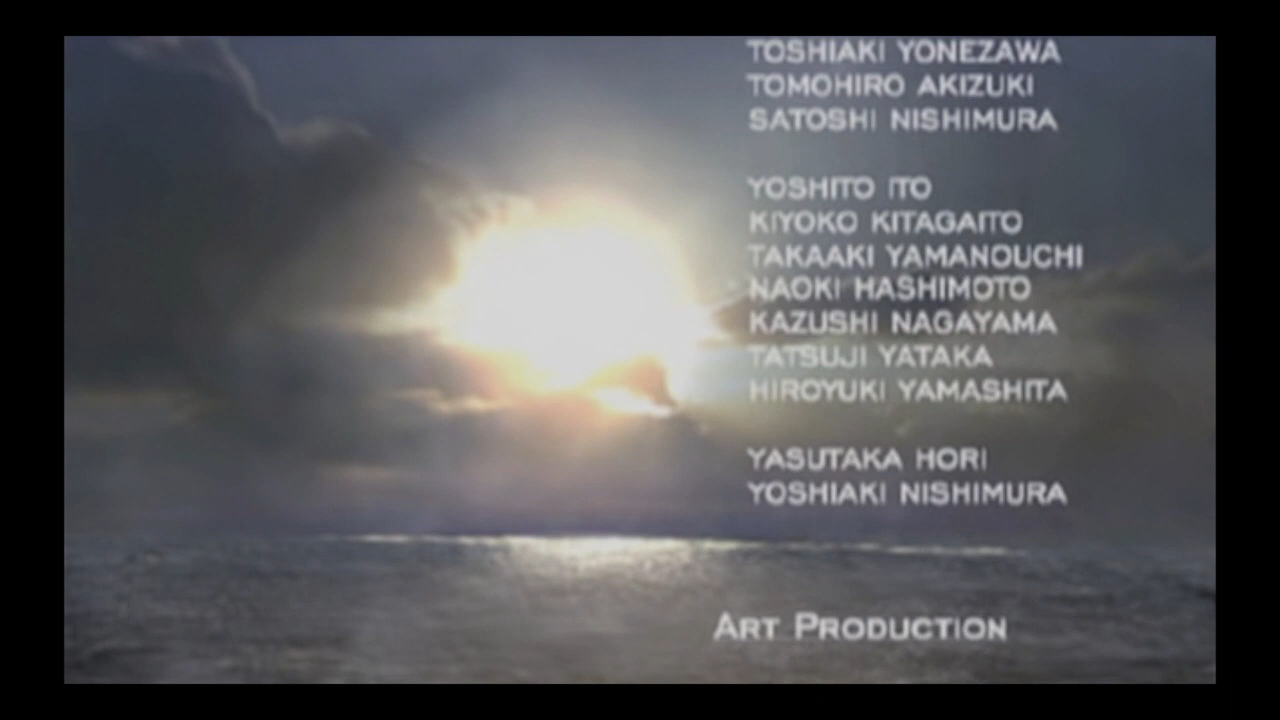 TOSHIAKI YONEZAWA
TOMOHIRO AKIZUKI
SATOSHI NISHIMURA
YOSHITO ITO
KIYOKO KITAGAITO
TAKAAKI YAMANOUCHI
NAOKI HASHIMOTO
KAZUSHI NAGAYAMA
TATSUJI YATAKA
HIROYUKI YAMASHITA
YASUTAKA HORI
YOSHIAKI NISHIMURA
ART PRODUCTION